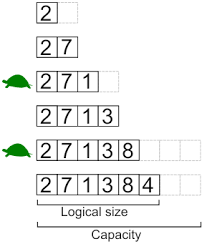 2
2 7
2 7 1
2 7 1 3
2 7 1 3 8
2 7 1 3 8 4
Logical size
Capacity